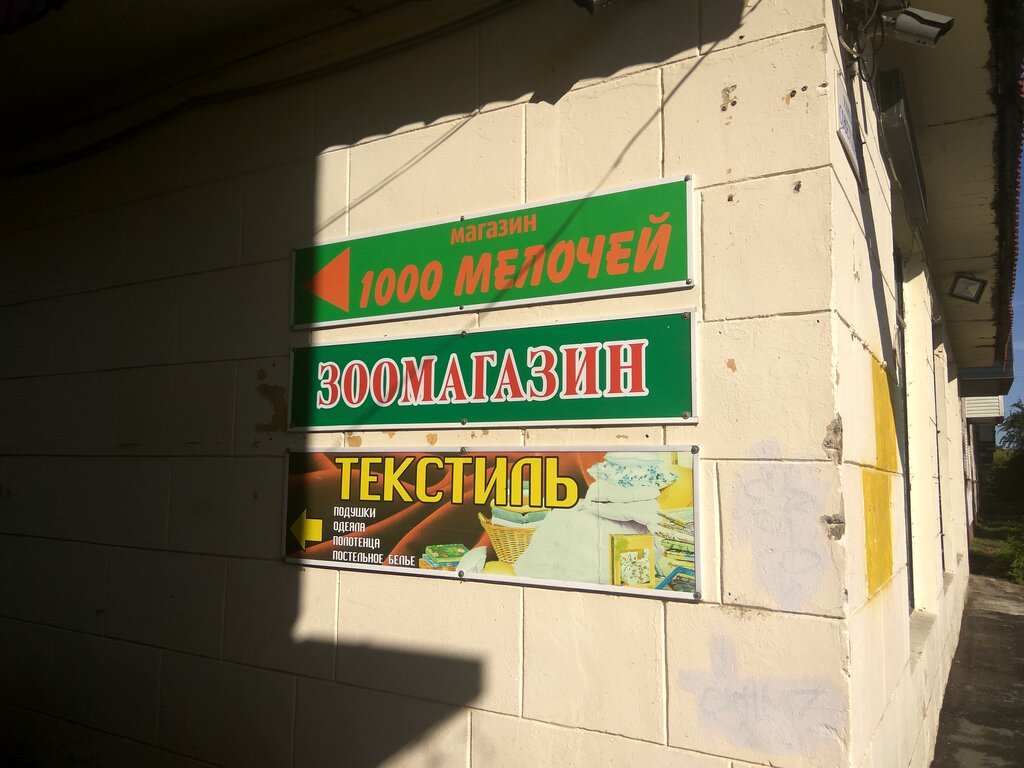 магазин
1000 МЕЛОЧЕЙ
ЗООМАГАЗИН
ТЕКСТИЛЬ
ПОДУШКИ
ОДЕЯЛА
ПОЛОТЕНЦА
ПОСТЕЛЬНОЕ БЕЛЬЕ